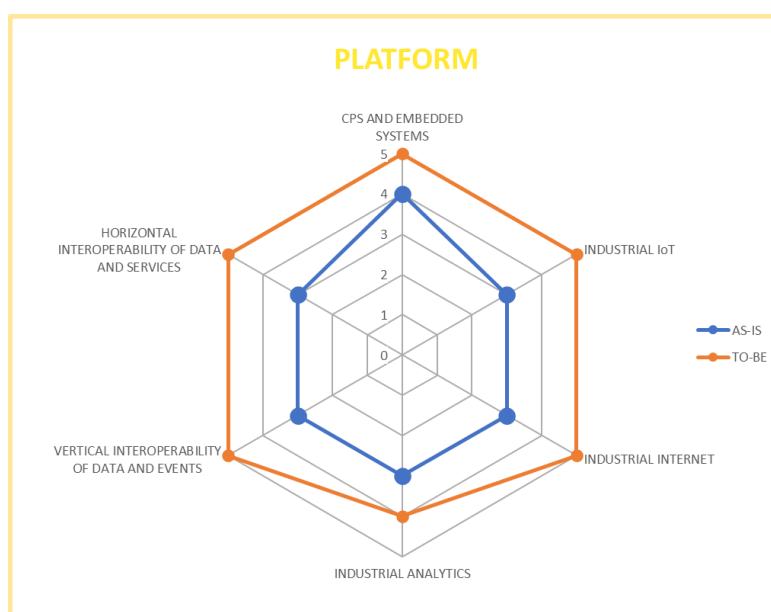 PLATFORM
CPS AND EMBEDDED
SYSTEMS
5
4
3
2
1
0
HORIZONTAL
INTEROPERABILITY OF DATA
AND SERVICES
INDUSTRIAL IoT
AS-IS
TO-BE
VERTICAL INTEROPERABILITY
OF DATA AND EVENTS
INDUSTRIAL INTERNET
INDUSTRIAL ANALYTICS